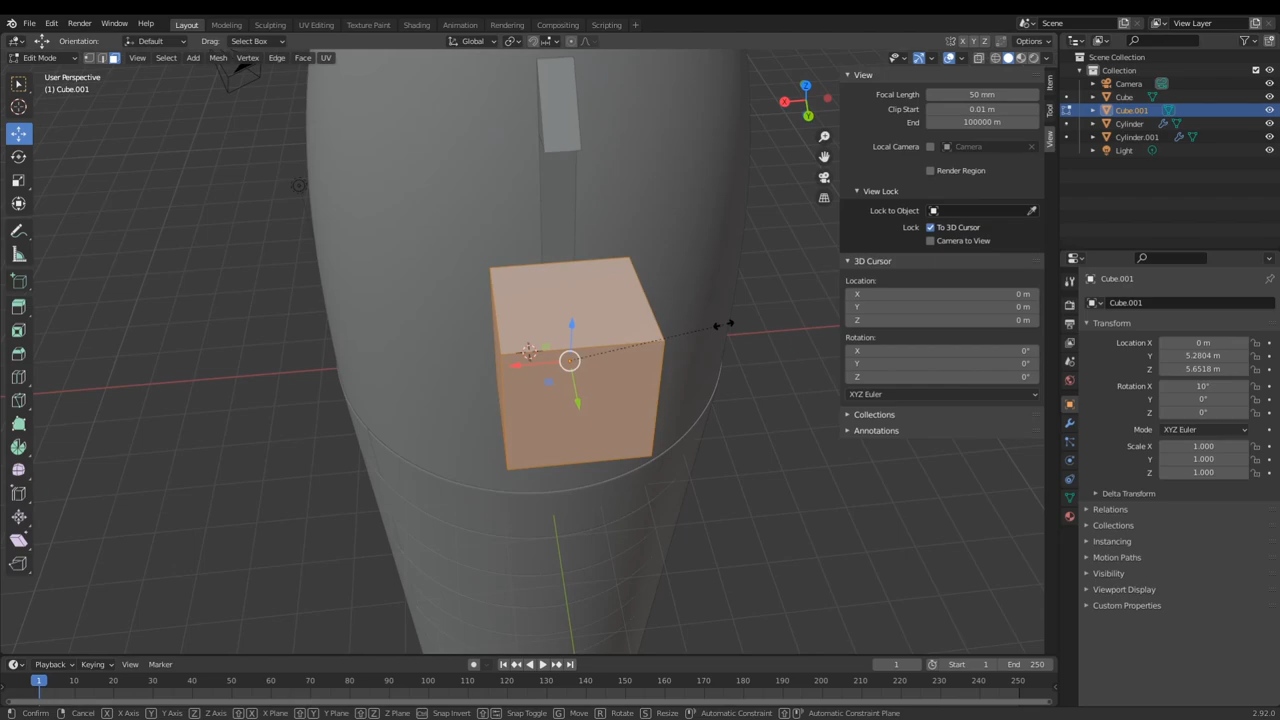 File Edit Render Window Help Layout Modeling Sculpting UV Editing Texture Paint Shading Animation Rendering Compositing Scripting + Scene View Layer
Orientation: Default Drag: Select Box Global X Y Z Options
Edit Mode View Select Add Mesh Vertex Edge Face UV
User Perspective
(1) Cube.001
Z
X
Y
View
Focal Length 50 mm
Clip Start 0.01 m
End 100000 m
Local Camera Camera
Render Region
View Lock
Lock to Object
Lock To 3D Cursor
Camera to View
3D Cursor
Location:
X 0 m
Y 0 m
Z 0 m
Rotation:
X 0°
Y 0°
Z 0°
XYZ Euler
Collections
Annotations
Item
Tool
View
Scene Collection
Collection
Camera
Cube
Cube.001
Cylinder
Cylinder.001
Light
Cube.001
Cube.001
Transform
Location X 0 m
Y 5.2804 m
Z 5.6518 m
Rotation X 10°
Y 0°
Z 0°
Mode XYZ Euler
Scale X 1.000
Y 1.000
Z 1.000
Delta Transform
Relations
Collections
Instancing
Motion Paths
Visibility
Viewport Display
Custom Properties
Playback Keying View Marker 1 Start 1 End 250
1 10 20 30 40 50 60 70 80 90 100 110 120 130 140 150 160 170 180 190 200 210 220 230 240 250
Confirm Cancel X X Axis Y Y Axis Z Z Axis X X Plane Y Y Plane Z Z Plane Snap Invert Snap Toggle G Move R Rotate S Resize Automatic Constraint Automatic Constraint Plane 2.92.0